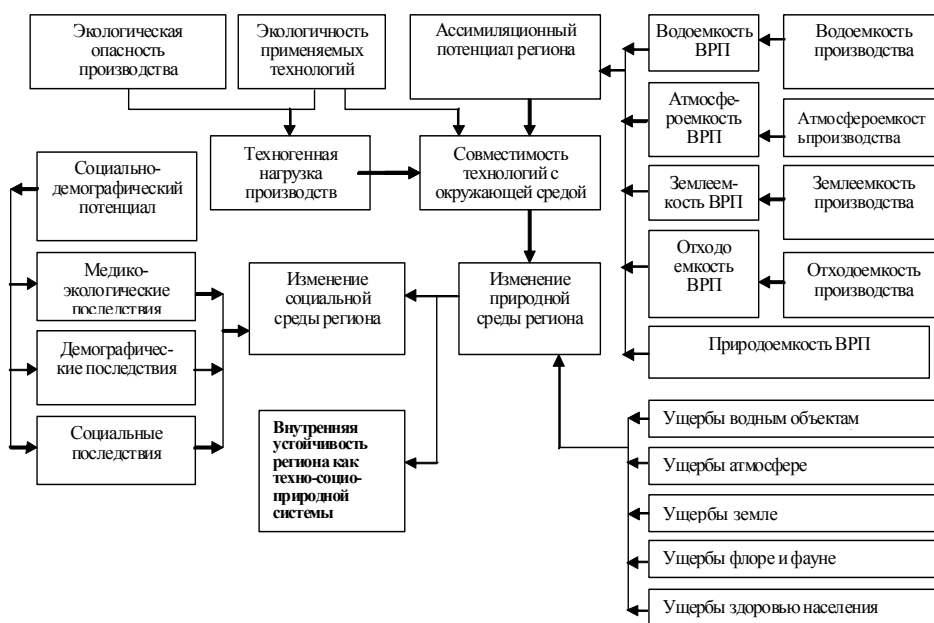 Экологическая
опасность
производства
Экологичность
применяемых
технологий
Ассимиляционный
потенциал региона
Водоемкость
ВРП
Водоемкость
производства
Атмосфе-
роемкость
ВРП
Атмосфероемкост
ьпроизводства
Социально-
демографический
потенциал
Техногенная
нагрузка
производств
Совместимость
технологий с
окружающей средой
Землеем-
кость ВРП
Землеемкость
производства
Отходо
емкость
ВРП
Отходоемкость
производства
Медико-
экологические
последствия
Изменение
социальной
среды региона
Изменение
природной
среды региона
Природоемкость ВРП
Демографичес-
кие последствия
Социальные
последствия
Внутренняя
устойчивость
региона как
техно-социо-
природной
системы
Ущербы водным объектам
Ущербы атмосфере
Ущербы земле
Ущербы флоре и фауне
Ущербы здоровью населения